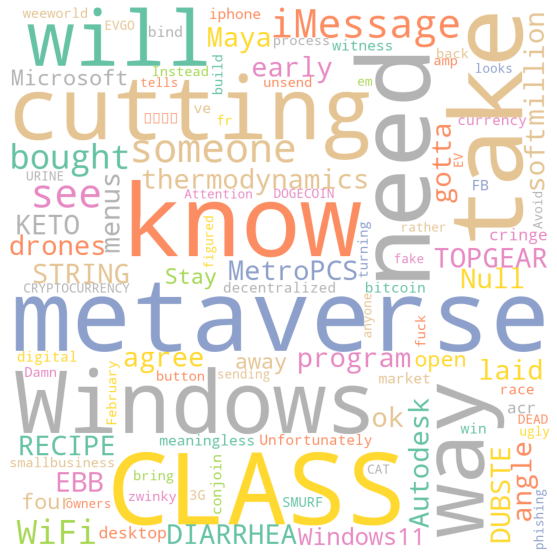 weeworld EVGO iphone bind iMessage
will Maya process witness back take
Microsoft Instead build early unsend em amp looks
cutting need
tells ve fr someone gotta currency EV Softmillion
bought menus thermodynamics FB Avoid
URINE see Attention DOGECOIN rather
KETO know cringe
drones figured turning fake TOPGEAR
STRING Stay MetroPCS Null
CRYPTOCURRENCY decentralized bitcoin
metaverse
anyone
digital agree away program fuck open laid
Damn February button sending market race
Windows ok way acr DEAD
RECIPE meaningless Unfortunately Autodesk win ugly
smallbusiness EBB bring CAT DUBSTE angle
four owners zwinky 3G CLASS conjoin SMURF
WiFi desktop DIARRHEA Windows11 phishing